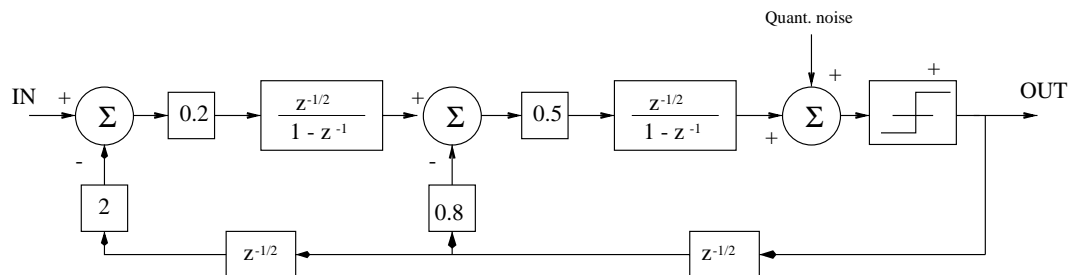 Quant. noise
IN
+
Σ
-
0.2
z-1/2
1 - z -1
+
Σ
-
0.5
z-1/2
1 - z -1
+
+
Σ
+
OUT
2
0.8
z-1/2
z-1/2